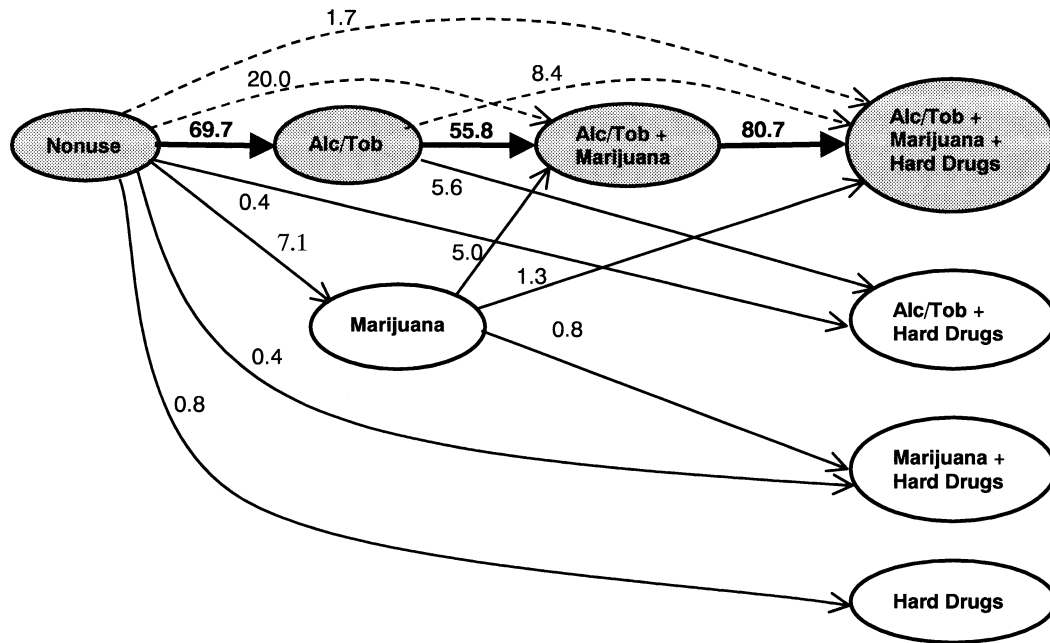 1.7
20.0
8.4
Nonuse
69.7
Alc/Tob
55.8
Alc/Tob +
Marijuana
80.7
Alc/Tob +
Marijuana +
Hard Drugs
0.4
5.6
7.1
5.0
1.3
Marijuana
0.8
Alc/Tob +
Hard Drugs
0.4
0.8
Marijuana +
Hard Drugs
Hard Drugs